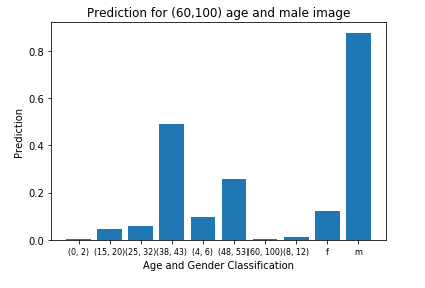 Prediction for (60,100) age and male image
Prediction
0.8
0.6
0.4
0.2
0.0
(0, 2) (15, 20) (25, 32) (38, 43) (4, 6) (48, 53) (60, 100) (8, 12) f m
Age and Gender Classification